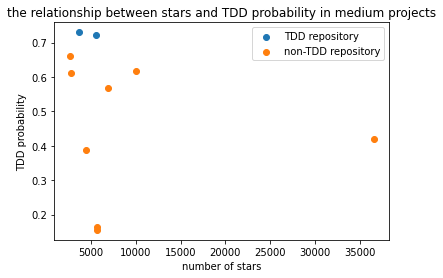 the relationship between stars and TDD probability in medium projects
TDD repository
non-TDD repository
TDD probability
0.7
0.6
0.5
0.4
0.3
0.2
5000 10000 15000 20000 25000 30000 35000
number of stars